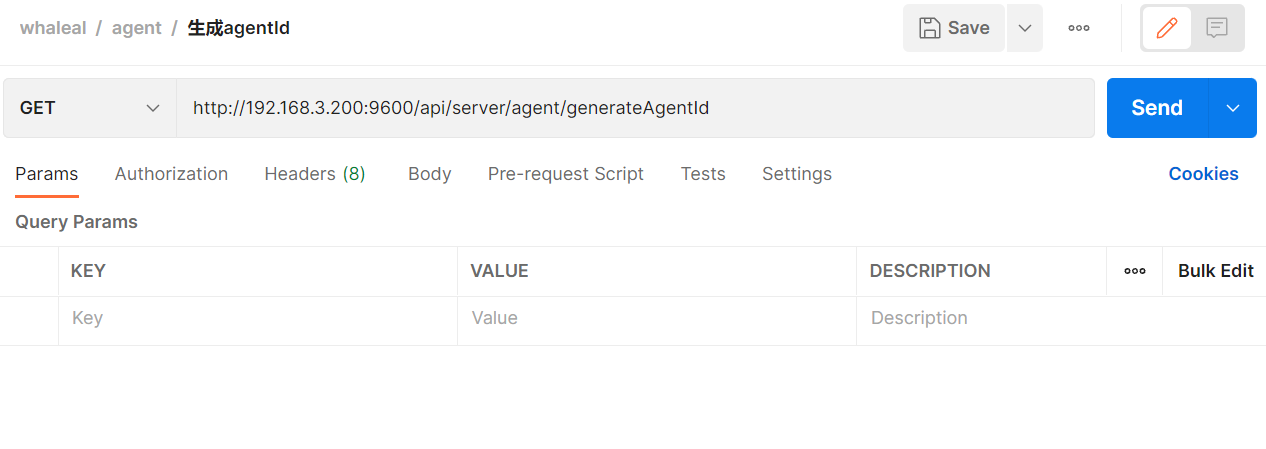 whaleal / agent / 生成agentId Save
GET http://192.168.3.200:9600/api/server/agent/generateAgentId Send
Params Authorization Headers (8) Body Pre-request Script Tests Settings Cookies
Query Params
KEY VALUE DESCRIPTION Bulk Edit
Key Value Description